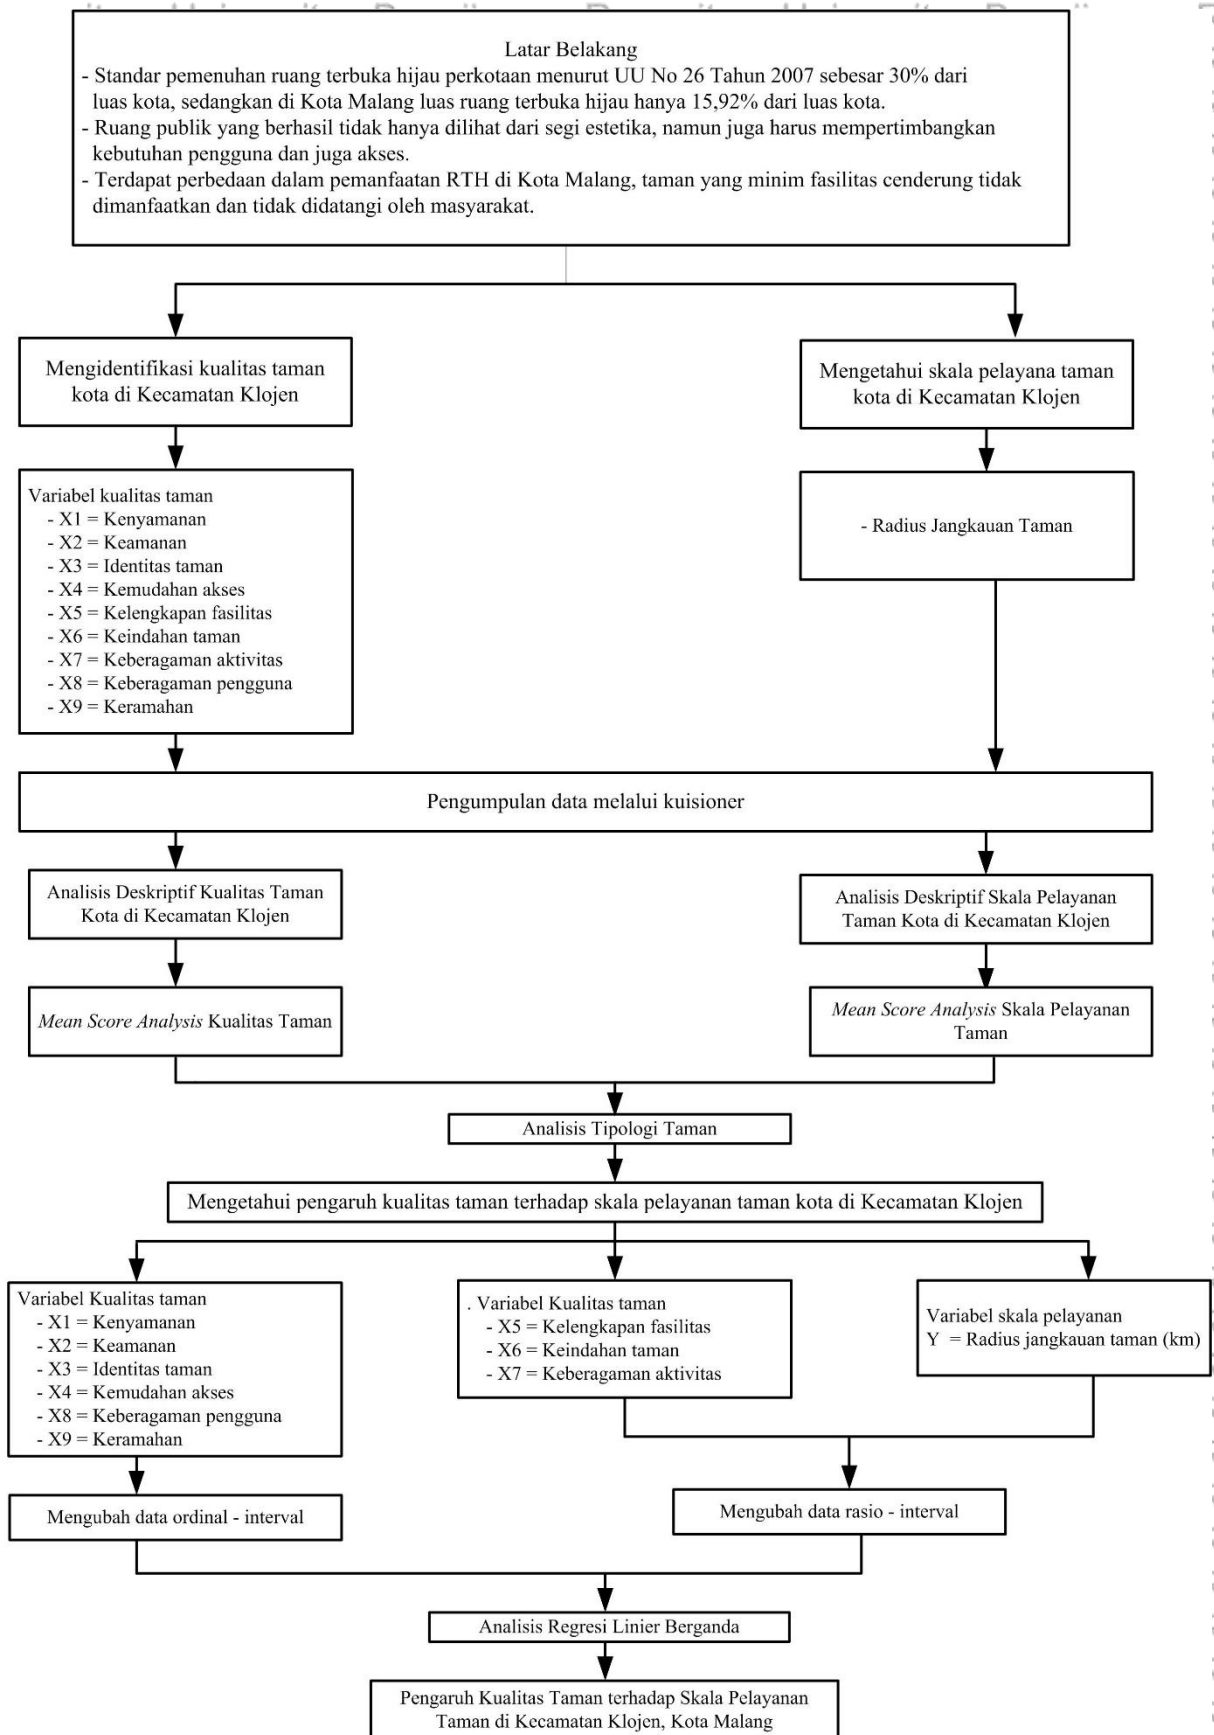 Latar Belakang
- Standar pemenuhan ruang terbuka hijau perkotaan menurut UU No 26 Tahun 2007 sebesar 30% dari
luas kota, sedangkan di Kota Malang luas ruang terbuka hijau hanya 15,92% dari luas kota.
- Ruang publik yang berhasil tidak hanya dilihat dari segi estetika, namun juga harus mempertimbangkan
kebutuhan pengguna dan juga akses.
- Terdapat perbedaan dalam pemanfaatan RTH di Kota Malang, taman yang minim fasilitas cenderung tidak
dimanfaatkan dan tidak didatangi oleh masyarakat.
Mengidentifikasi kualitas taman
kota di Kecamatan Klojen
Mengetahui skala pelayana taman
kota di Kecamatan Klojen
Variabel kualitas taman
- X1 = Kenyamanan
- X2 = Keamanan
- X3 = Identitas taman
- X4 = Kemudahan akses
- X5 = Kelengkapan fasilitas
- X6 = Keindahan taman
- X7 = Keberagaman aktivitas
- X8 = Keberagaman pengguna
- X9 = Keramahan
- Radius Jangkauan Taman
Pengumpulan data melalui kuisioner
Analisis Deskriptif Kualitas Taman
Kota di Kecamatan Klojen
Analisis Deskriptif Skala Pelayanan
Taman Kota di Kecamatan Klojen
Mean Score Analysis Kualitas Taman
Mean Score Analysis Skala Pelayanan
Taman
Analisis Tipologi Taman
Mengetahui pengaruh kualitas taman terhadap skala pelayanan taman kota di Kecamatan Klojen
Variabel Kualitas taman
- X1 = Kenyamanan
- X2 = Keamanan
- X3 = Identitas taman
- X4 = Kemudahan akses
- X8 = Keberagaman pengguna
- X9 = Keramahan
. Variabel Kualitas taman
- X5 = Kelengkapan fasilitas
- X6 = Keindahan taman
- X7 = Keberagaman aktivitas
Variabel skala pelayanan
Y = Radius jangkauan taman (km)
Mengubah data ordinal - interval
Mengubah data rasio - interval
Analisis Regresi Linier Berganda
Pengaruh Kualitas Taman terhadap Skala Pelayanan
Taman di Kecamatan Klojen, Kota Malang